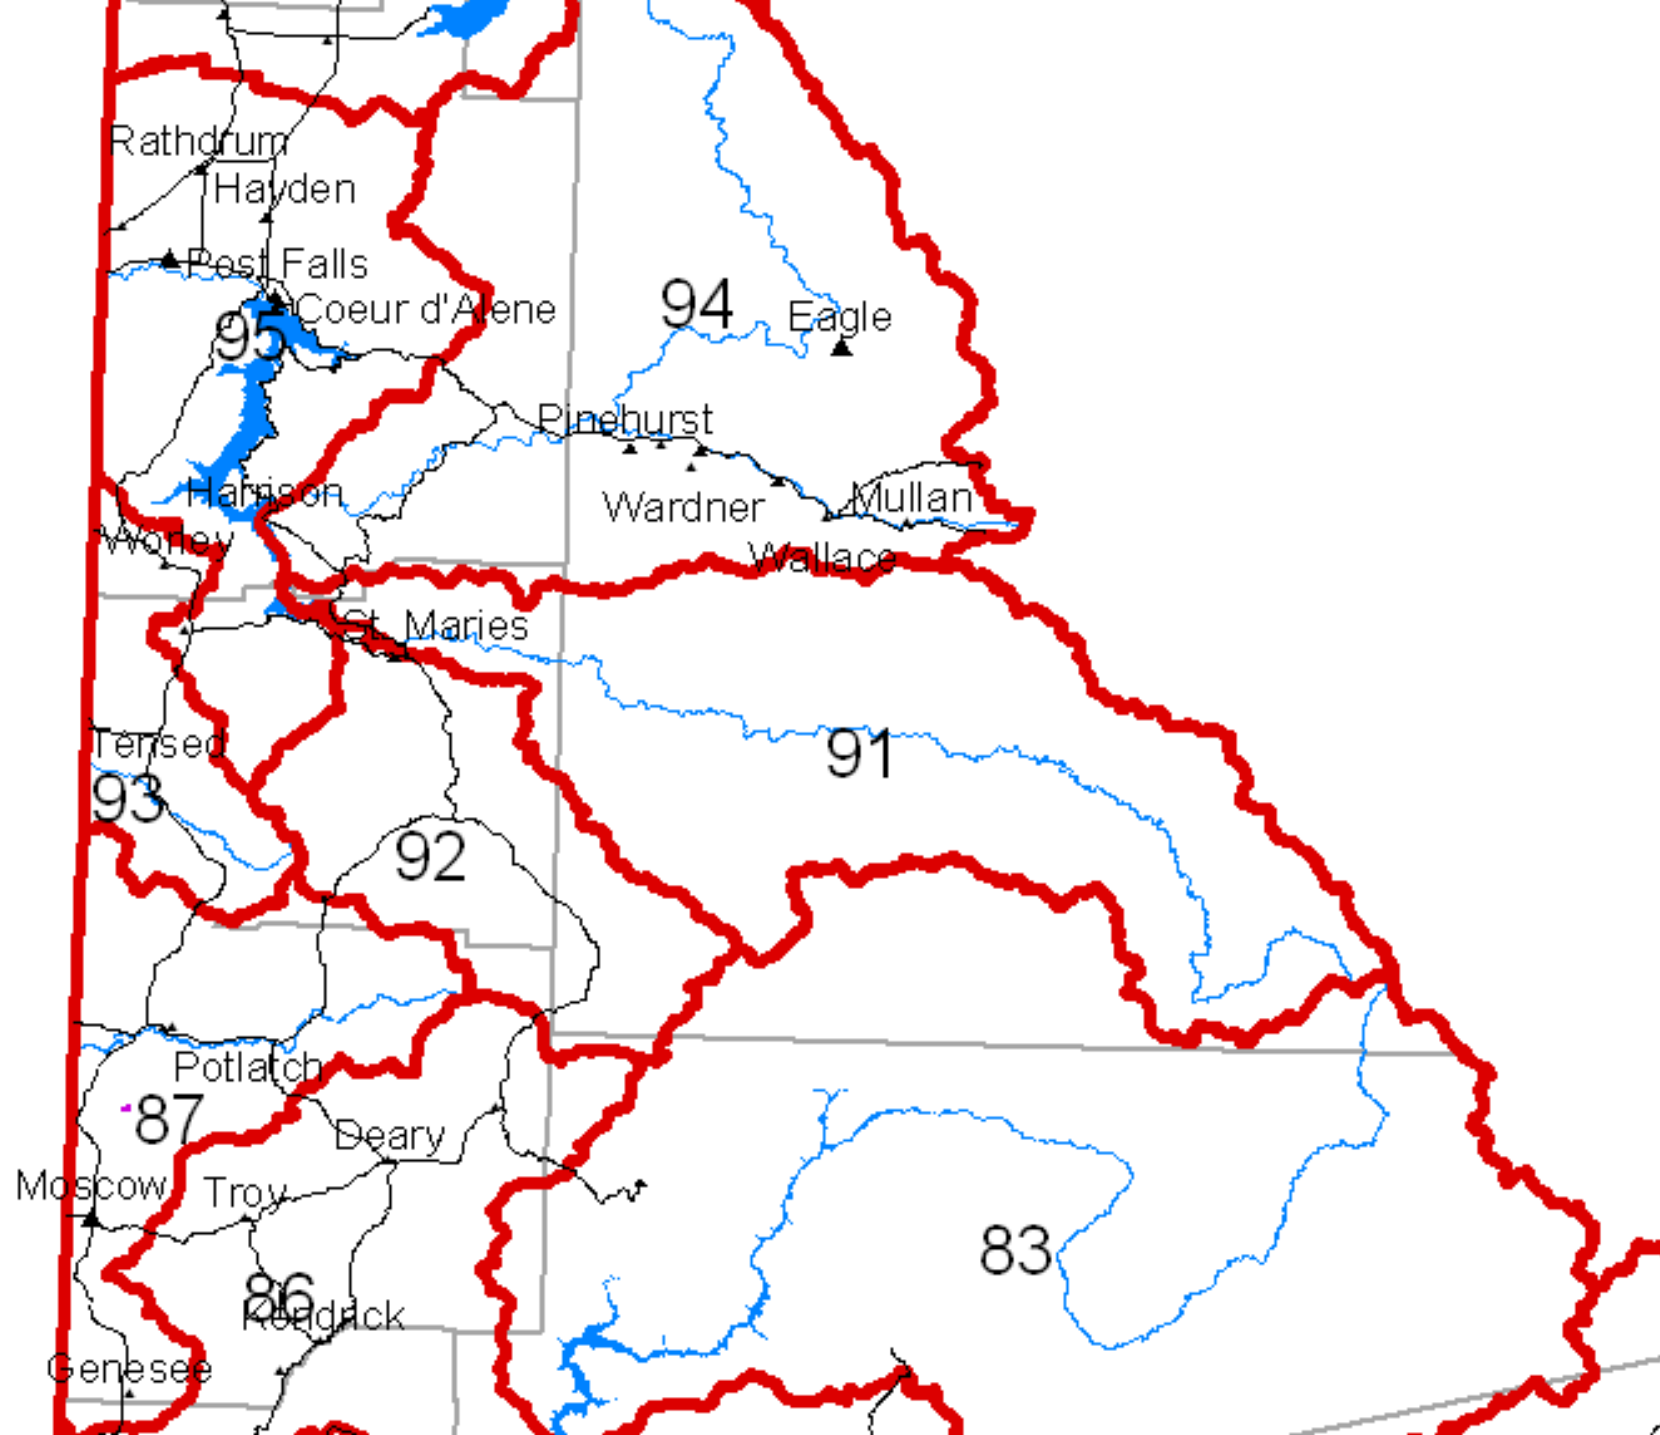 Rathdrum
Hayden
Post Falls
Coeur d'Alene
95
94
Eagle
Pinehurst
Harrison
Wardner
Mullan
Worley
Wallace
St. Maries
Tensed
93
91
92
Potlatch
87
Deary
Moscow
Troy
83
86
Kendrick
Genesee